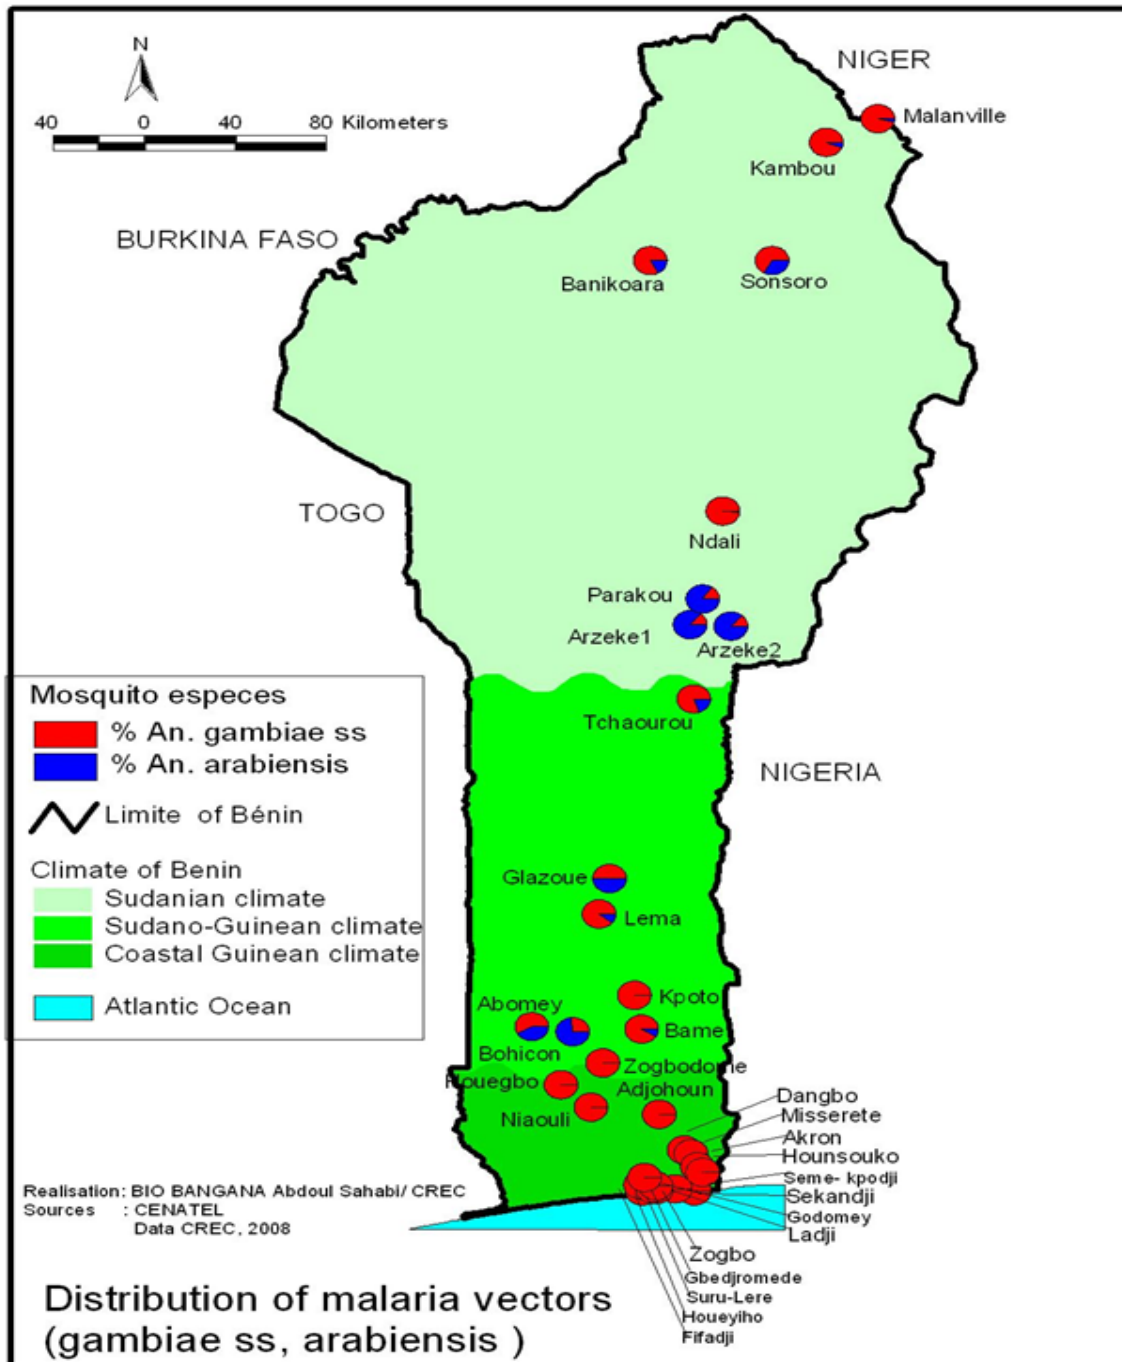 N
40 0 40 80 Kilometers
NIGER
Malanville
Kambou
BURKINA FASO
Banikoara
Sonsoro
TOGO
Ndali
Parakou
Arzeke1
Arzeke2
Tchaourou
NIGERIA
Mosquito especes
% An. gambiae ss
% An. arabiensis
Limite of Bénin
Climate of Benin
Sudanian climate
Sudano-Guinean climate
Coastal Guinean climate
Atlantic Ocean
Glazoue
Lema
Kpoto
Abomey
Bame
Bohicon
Zogbodome
Houegbo
Adjohoun
Niaouli
Dangbo
Misserete
Akron
Hounsouko
Seme- kpodji
Sekandji
Godomey
Ladji
Zogbo
Gbedjromede
Suru-Lere
Houeyiho
Fifadji
Realisation: BIO BANGANA Abdoul Sahabi/ CREC
Sources : CENATEL
Data CREC, 2008
Distribution of malaria vectors
(gambiae ss, arabiensis )